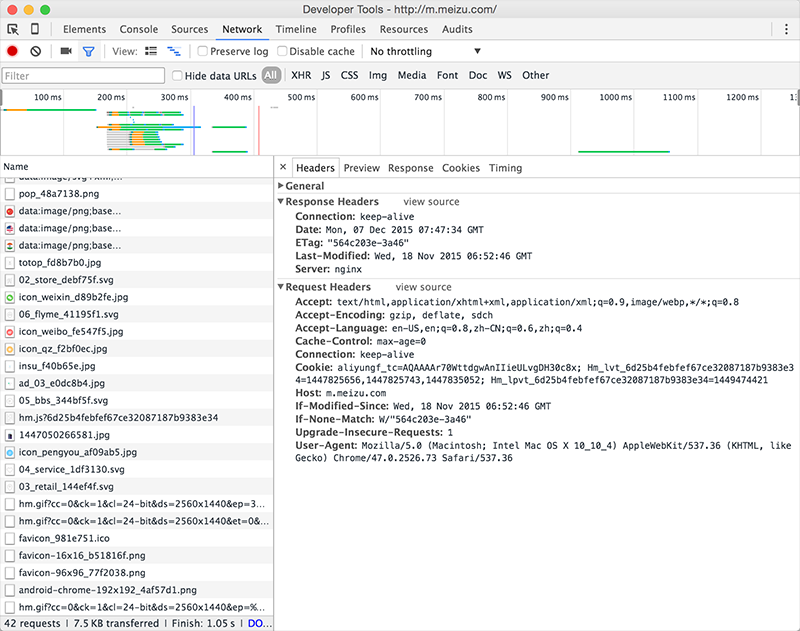 Developer Tools - http://m.meizu.com/
Elements Console Sources Network Timeline Profiles Resources Audits
View: Preserve log Disable cache No throttling ▼
Filter Hide data URLs All XHR JS CSS Img Media Font Doc WS Other
100 ms 200 ms 300 ms 400 ms 500 ms 600 ms 700 ms 800 ms 900 ms 1000 ms 1100 ms 1200 ms
Name
pop_48a7138.png
data:image/png;base…
data:image/png;base…
data:image/png;base…
totop_fd8b7b0.jpg
02_store_debf75f.svg
icon_weixin_d89b2fe.jpg
06_flyme_41195f1.svg
icon_weibo_fe547f5.jpg
icon_qz_f2bf0ec.jpg
insu_f40b65e.jpg
ad_03_e0dc8b4.jpg
05_bbs_344bf5f.svg
hm.js?6d25b4febfef67ce32087187b9383e34
1447050266581.jpg
icon_pengyou_af09ab5.jpg
04_service_1df3130.svg
03_retail_144ef4f.svg
hm.gif?cc=0&ck=1&cl=24-bit&ds=2560x1440&ep=3…
hm.gif?cc=0&ck=1&cl=24-bit&ds=2560x1440&et=0&…
favicon_981e751.ico
favicon-16x16_b51816f.png
favicon-96x96_77f2038.png
android-chrome-192x192_4af57d1.png
hm.gif?cc=0&ck=1&cl=24-bit&ds=2560x1440&ep=%…
42 requests | 7.5 KB transferred | Finish: 1.05 s | DO…
× Headers Preview Response Cookies Timing
▶General
▼Response Headers view source
Connection: keep-alive
Date: Mon, 07 Dec 2015 07:47:34 GMT
ETag: "564c203e-3a46"
Last-Modified: Wed, 18 Nov 2015 06:52:46 GMT
Server: nginx
▼Request Headers view source
Accept: text/html,application/xhtml+xml,application/xml;q=0.9,image/webp,*/*;q=0.8
Accept-Encoding: gzip, deflate, sdch
Accept-Language: en-US,en;q=0.8,zh-CN;q=0.6,zh;q=0.4
Cache-Control: max-age=0
Connection: keep-alive
Cookie: aliyungf_tc=AQAAAAr70WttdgwAnIIieULvgDH30c8x; Hm_lvt_6d25b4febfef67ce32087187b9383e3
4=1447825656,1447825743,1447835052; Hm_lpvt_6d25b4febfef67ce32087187b9383e34=1449474421
Host: m.meizu.com
If-Modified-Since: Wed, 18 Nov 2015 06:52:46 GMT
If-None-Match: W/"564c203e-3a46"
Upgrade-Insecure-Requests: 1
User-Agent: Mozilla/5.0 (Macintosh; Intel Mac OS X 10_10_4) AppleWebKit/537.36 (KHTML, like
Gecko) Chrome/47.0.2526.73 Safari/537.36